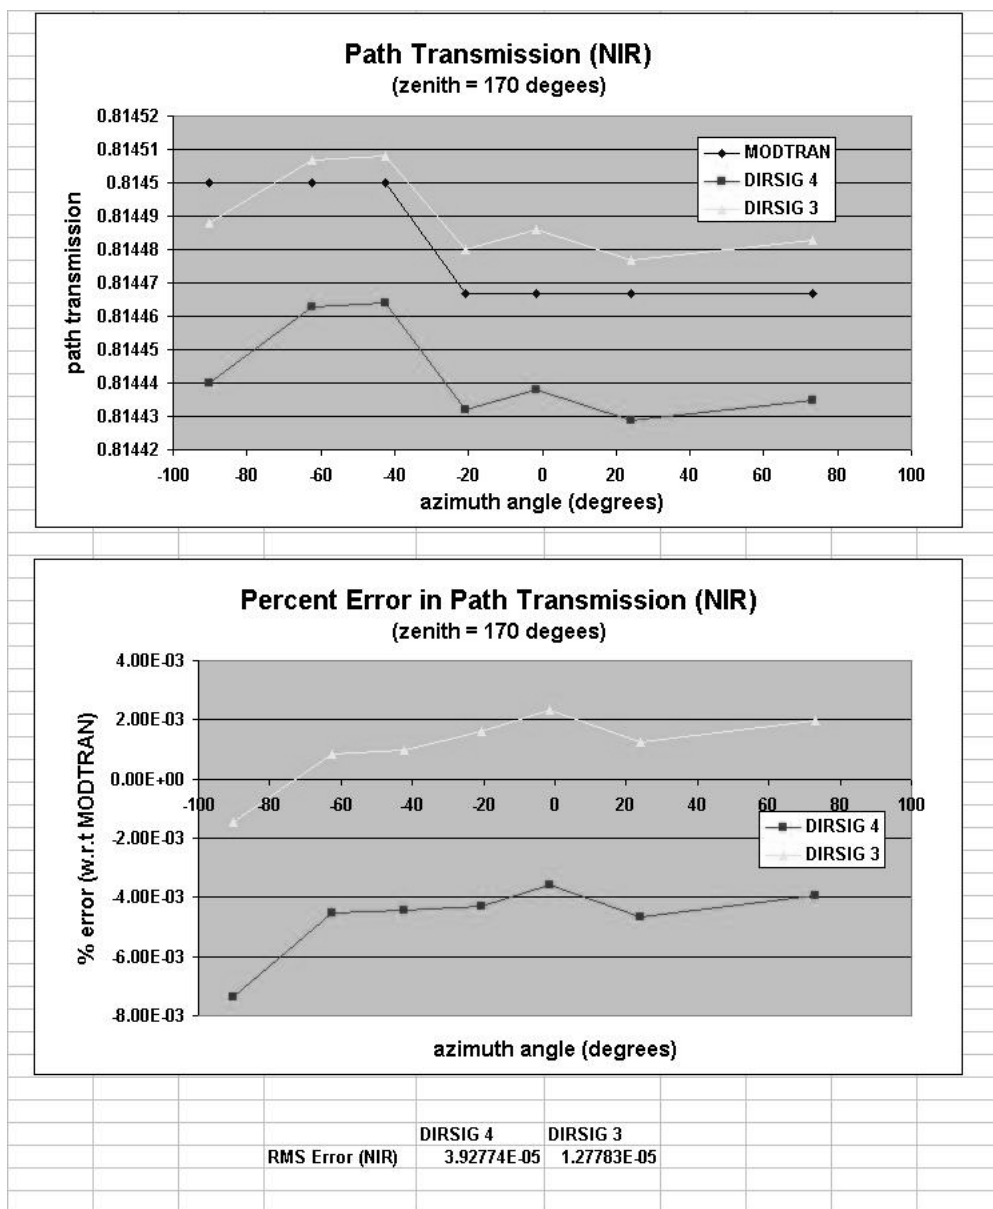 Path Transmission (NIR)
(zenith = 170 degees)
0.81452
0.81451
0.8145
0.81449
0.81448
0.81447
0.81446
0.81445
0.81444
0.81443
0.81442
path transmission
MODTRAN
DIRSIG 4
DIRSIG 3
-100 -80 -60 -40 -20 0 20 40 60 80 100
azimuth angle (degrees)
Percent Error in Path Transmission (NIR)
(zenith = 170 degees)
4.00E-03
2.00E-03
0.00E+00
-2.00E-03
-4.00E-03
-6.00E-03
-8.00E-03
% error (w.r.t MODTRAN)
-100 -80 -60 -40 -20 0 20 40 60 80 100
DIRSIG 4
DIRSIG 3
azimuth angle (degrees)
DIRSIG 4 DIRSIG 3
RMS Error (NIR) 3.92774E-05 1.27783E-05